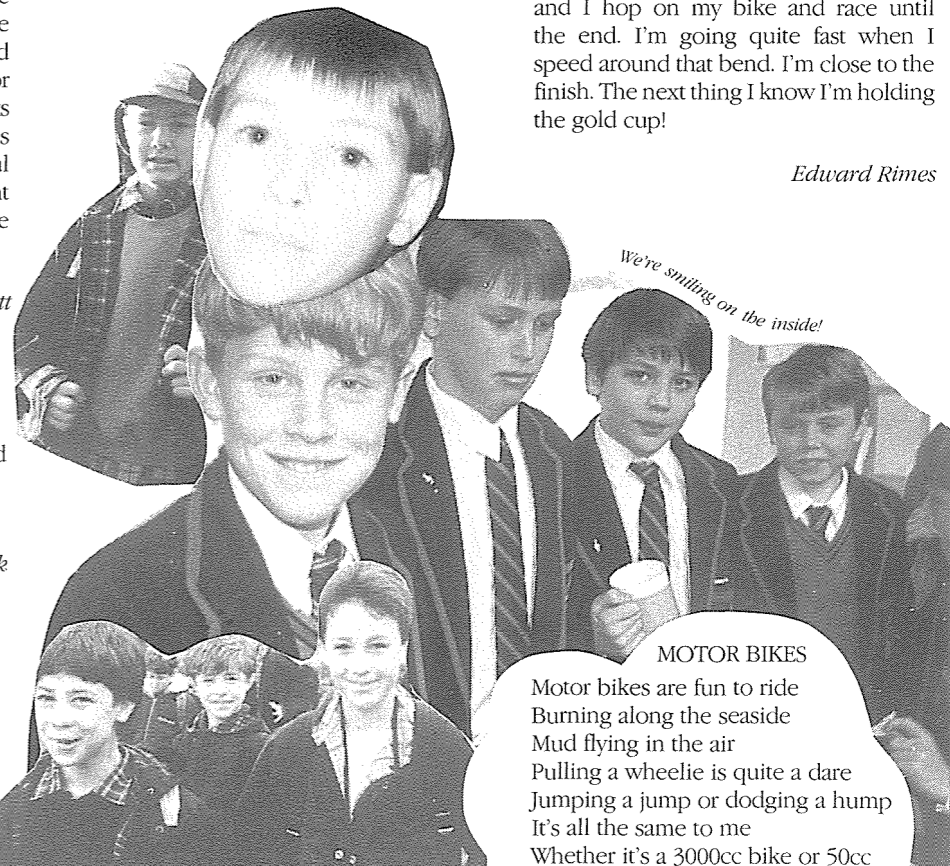 and I hop on my bike and race until
the end. I'm going quite fast when I
speed around that bend. I'm close to the
finish. The next thing I know I'm holding
the gold cup!
Edward Rimes
We're smiling on the inside!
MOTOR BIKES
Motor bikes are fun to ride
Burning along the seaside
Mud flying in the air
Pulling a wheelie is quite a dare
Jumping a jump or dodging a hump
It's all the same to me
Whether it's a 3000cc bike or 50cc